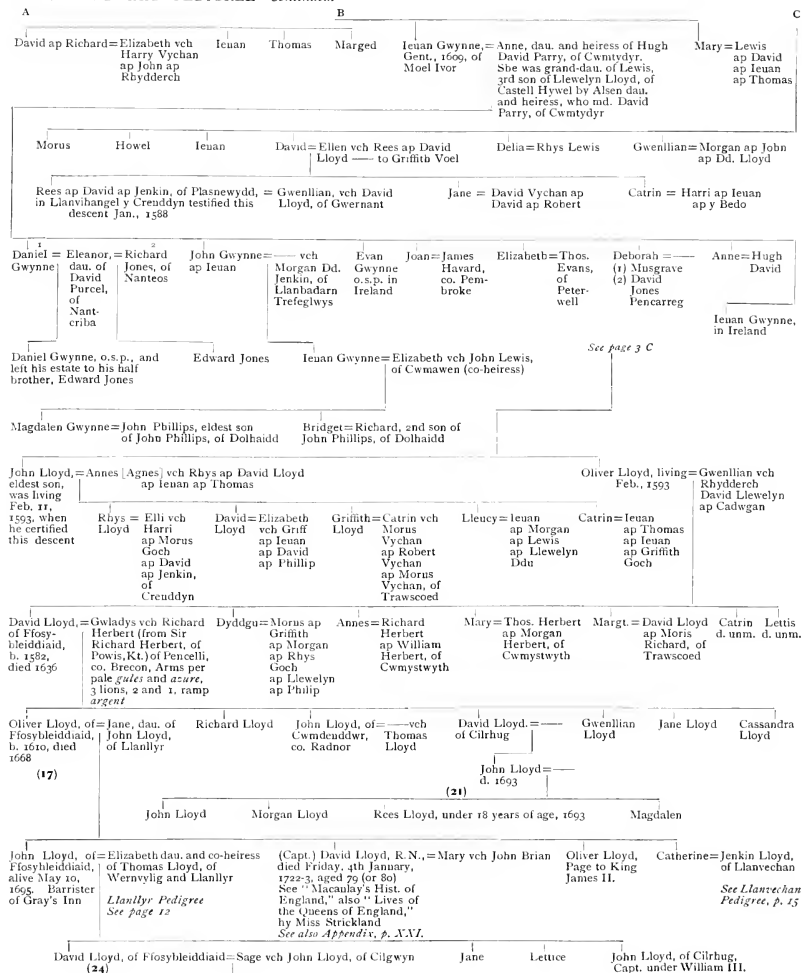 A B C
David ap Richard = Elizabeth vch
Harry Vychan
ap John ap
Rhydderch
Ieuan
Thomas
Marged
Ieuan Gwynne, = Anne, dau. and heiress of Hugh
Gent., 1609, of David Parry, of Cwmtydyr.
Moel Ivor She was grand-dau. of Lewis,
3rd son of Llewelyn Lloyd, of
Castell Hywel by Alsen dau.
and heiress, who md. David
Parry, of Cwmtydyr
Mary = Lewis
ap David
ap Ieuan
ap Thomas
Morus
Howel
Ieuan
David = Ellen vch Rees ap David
Lloyd —— to Griffith Voel
Delia = Rhys Lewis
Gwenllian = Morgan ap John
ap Dd. Lloyd
Rees ap David ap Jenkin, of Plasnewydd, = Gwenllian, vch David
in Llanvihangel y Creuddyn testified this Lloyd, of Gwernant
descent Jan., 1588
Jane = David Vychan ap
David ap Robert
Catrin = Harri ap Ieuan
ap y Bedo
1 2
Daniel = Eleanor, = Richard
Gwynne dau. of Jones, of
David Nanteos
Purcel,
of
Nant-
criba
John Gwynne = —— vch
ap Ieuan Morgan Dd.
Jenkin, of
Llanbadarn
Trefeglwys
Evan
Gwynne
o.s.p. in
Ireland
Joan = James
Havard,
co. Pem-
broke
Elizabeth = Thos.
Evans,
of
Peter-
well
Deborah = ——
(1) Musgrave
(2) David
Jones
Pencarreg
Anne = Hugh
David
Ieuan Gwynne,
in Ireland
Daniel Gwynne, o.s.p., and
left his estate to his half
brother, Edward Jones
Edward Jones
Ieuan Gwynne = Elizabeth vch John Lewis,
of Cwmawen (co-heiress)
See page 3 C
Magdalen Gwynne = John Phillips, eldest son
of John Phillips, of Dolhaidd
Bridget = Richard, 2nd son of
John Phillips, of Dolhaidd
John Lloyd, = Annes [Agnes] vch Rhys ap David Lloyd
eldest son, ap Ieuan ap Thomas
was living
Feb. 11,
1593, when
he certified
this descent
Oliver Lloyd, living = Gwenllian vch
Feb., 1593 Rhydderch
David Llewelyn
ap Cadwgan
Rhys = Elli vch
Lloyd Harri
ap Morus
Goch
ap David
ap Jenkin,
of
Creuddyn
David = Elizabeth
Lloyd vch Griff
ap Ieuan
ap David
ap Phillip
Griffith = Catrin vch
Lloyd Morus
Vychan
ap Robert
Vychan
ap Morus
Vychan, of
Trawscoed
Lleucy = Ieuan
ap Morgan
ap Lewis
ap Llewelyn
Ddu
Catrin = Ieuan
ap Thomas
ap Ieuan
ap Griffith
Goch
David Lloyd, = Gwladys vch Richard
of Ffosy- Herbert (from Sir
bleiddiaid, Richard Herbert, of
b. 1582, Powis, Kt.) of Pencelli,
died 1636 co. Brecon, Arms per
pale gules and azure,
3 lions, 2 and 1, ramp
argent
Dyddgu = Morus ap
Griffith
ap Morgan
ap Rhys
Goch
ap Llewelyn
ap Philip
Annes = Richard
Herbert
ap William
Herbert, of
Cwmystwyth
Mary = Thos. Herbert
ap Morgan
Herbert, of
Cwmystwyth
Margt. = David Lloyd
ap Moris
Richard, of
Trawscoed
Catrin
d. unm.
Lettis
d. unm.
Oliver Lloyd, of = Jane, dau. of
Ffosybleiddiaid, John Lloyd,
b. 1610, died of Llanllyr
1668
(17)
Richard Lloyd
John Lloyd, of = —— vch
Cwmdeuddwr, Thomas
co. Radnor Lloyd
David Lloyd. = ——
of Cilrhug
Gwenllian
Lloyd
Jane Lloyd
Cassandra
Lloyd
John Lloyd = ——
d. 1693
(21)
John Lloyd
Morgan Lloyd
Rees Lloyd, under 18 years of age, 1693
Magdalen
John Lloyd, of = Elizabeth dau. and co-heiress
Ffosybleiddiaid, of Thomas Lloyd, of
alive May 10, Wernvylig and Llanllyr
1695. Barrister Llanllyr Pedigree
of Gray's Inn See page 12
(Capt.) David Lloyd, R.N., = Mary vch John Brian
died Friday, 4th January,
1722-3, aged 79 (or 80)
See "Macaulay's Hist. of
England," also "Lives of
the Queens of England,"
by Miss Strickland
See also Appendix, p. XXI.
Oliver Lloyd,
Page to King
James II.
Catherine = Jenkin Lloyd,
of Llanvechan
See Llanvechan
Pedigree, p. 15
David Lloyd, of Ffosybleiddiaid = Sage vch John Lloyd, of Cilgwyn
(24)
Jane
Lettice
John Lloyd, of Cilrhug,
Capt. under William III.